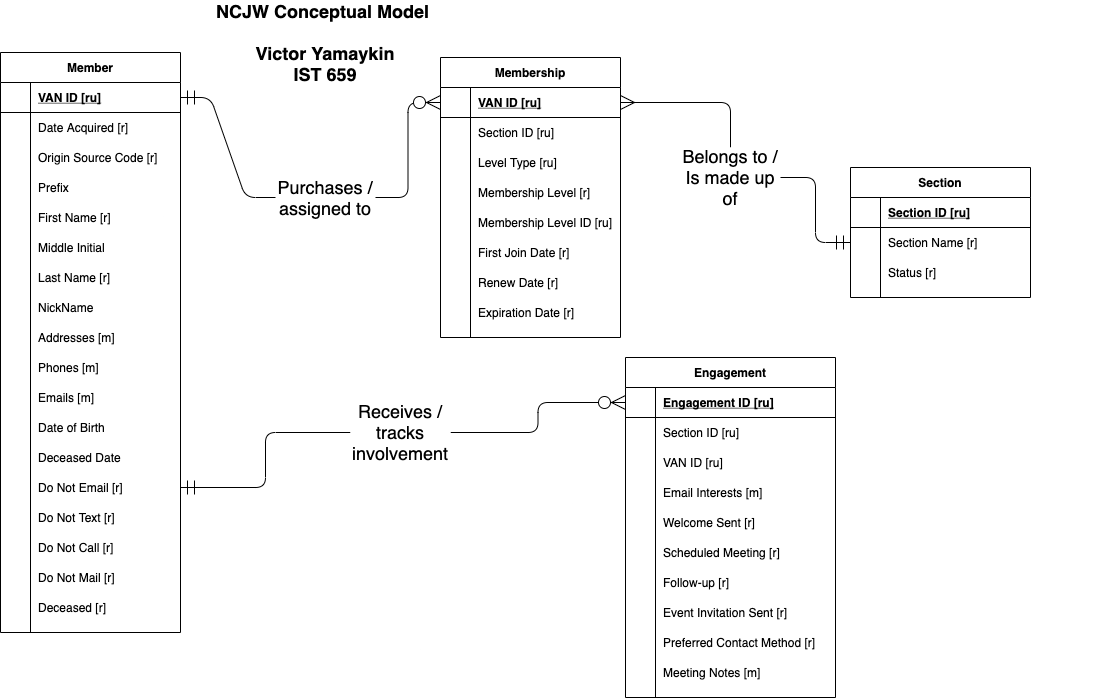 NCJW Conceptual Model
Victor Yamaykin
IST 659
Member
VAN ID [ru]
Date Acquired [r]
Origin Source Code [r]
Prefix
First Name [r]
Middle Initial
Last Name [r]
NickName
Addresses [m]
Phones [m]
Emails [m]
Date of Birth
Deceased Date
Do Not Email [r]
Do Not Text [r]
Do Not Call [r]
Do Not Mail [r]
Deceased [r]
Purchases /
assigned to
Membership
VAN ID [ru]
Section ID [ru]
Level Type [ru]
Membership Level [r]
Membership Level ID [ru]
First Join Date [r]
Renew Date [r]
Expiration Date [r]
Belongs to /
Is made up
of
Section
Section ID [ru]
Section Name [r]
Status [r]
Receives /
tracks
involvement
Engagement
Engagement ID [ru]
Section ID [ru]
VAN ID [ru]
Email Interests [m]
Welcome Sent [r]
Scheduled Meeting [r]
Follow-up [r]
Event Invitation Sent [r]
Preferred Contact Method [r]
Meeting Notes [m]